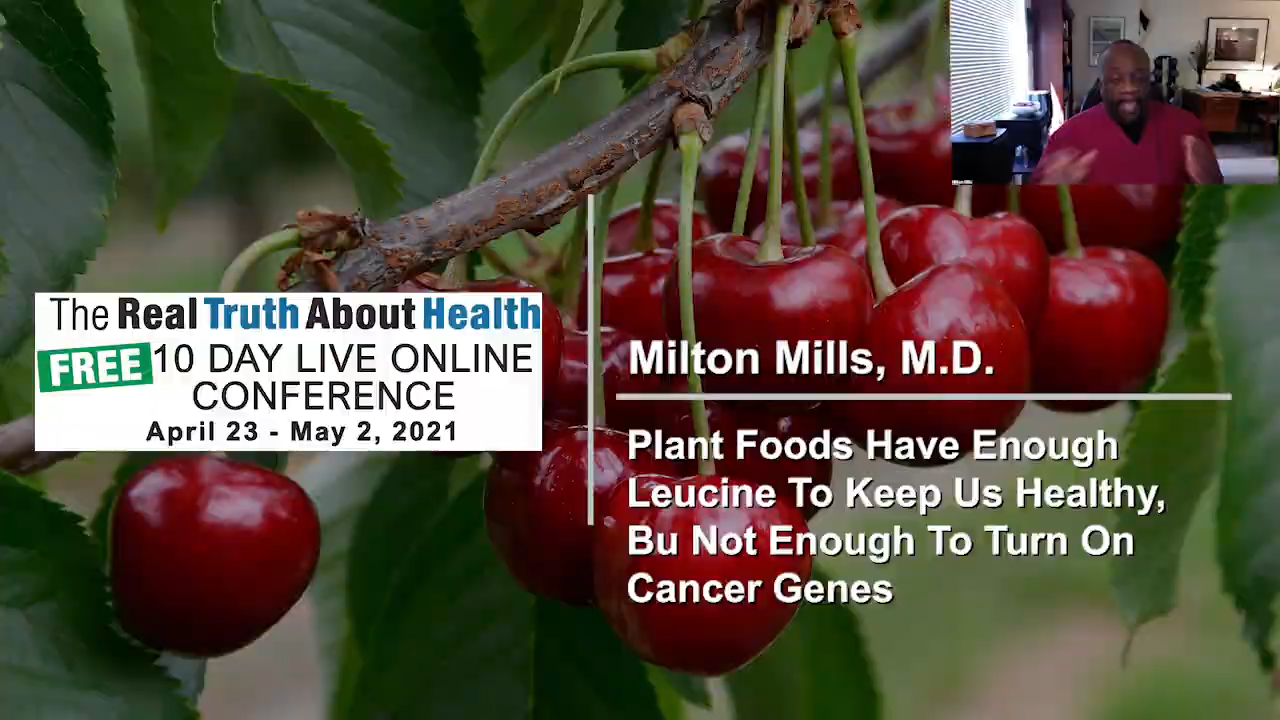 The Real Truth About Health
FREE 10 DAY LIVE ONLINE
CONFERENCE
April 23 - May 2, 2021
Milton Mills, M.D.
Plant Foods Have Enough
Leucine To Keep Us Healthy,
Bu Not Enough To Turn On
Cancer Genes